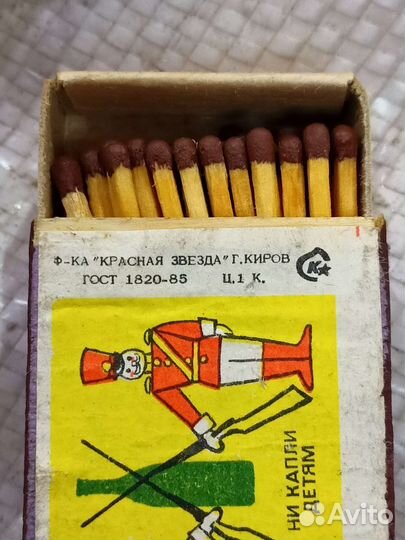 Ф-КА "КРАСНАЯ ЗВЕЗДА" Г. КИРОВ
ГОСТ 1820-85 Ц.1 К.
К
НИ КАПЛИ
ДЕТЯМ
Avito